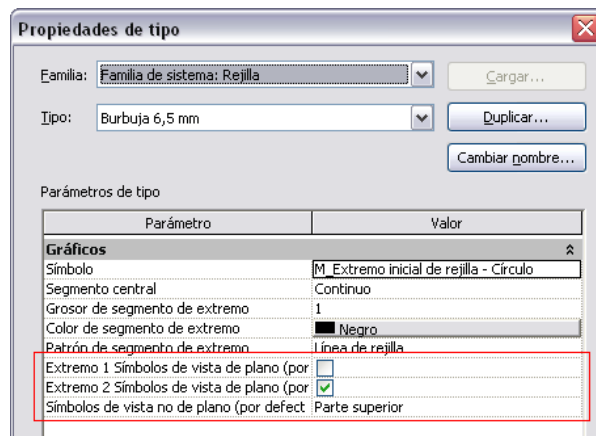 Propiedades de tipo
Familia: Familia de sistema: Rejilla Cargar...
Tipo: Burbuja 6,5 mm Duplicar...
Cambiar nombre...
Parámetros de tipo
Parámetro Valor
Gráficos
Símbolo M_Extremo inicial de rejilla - Círculo
Segmento central Continuo
Grosor de segmento de extremo 1
Color de segmento de extremo Negro
Patrón de segmento de extremo Línea de rejilla
Extremo 1 Símbolos de vista de plano (por
Extremo 2 Símbolos de vista de plano (por
Símbolos de vista no de plano (por defect Parte superior